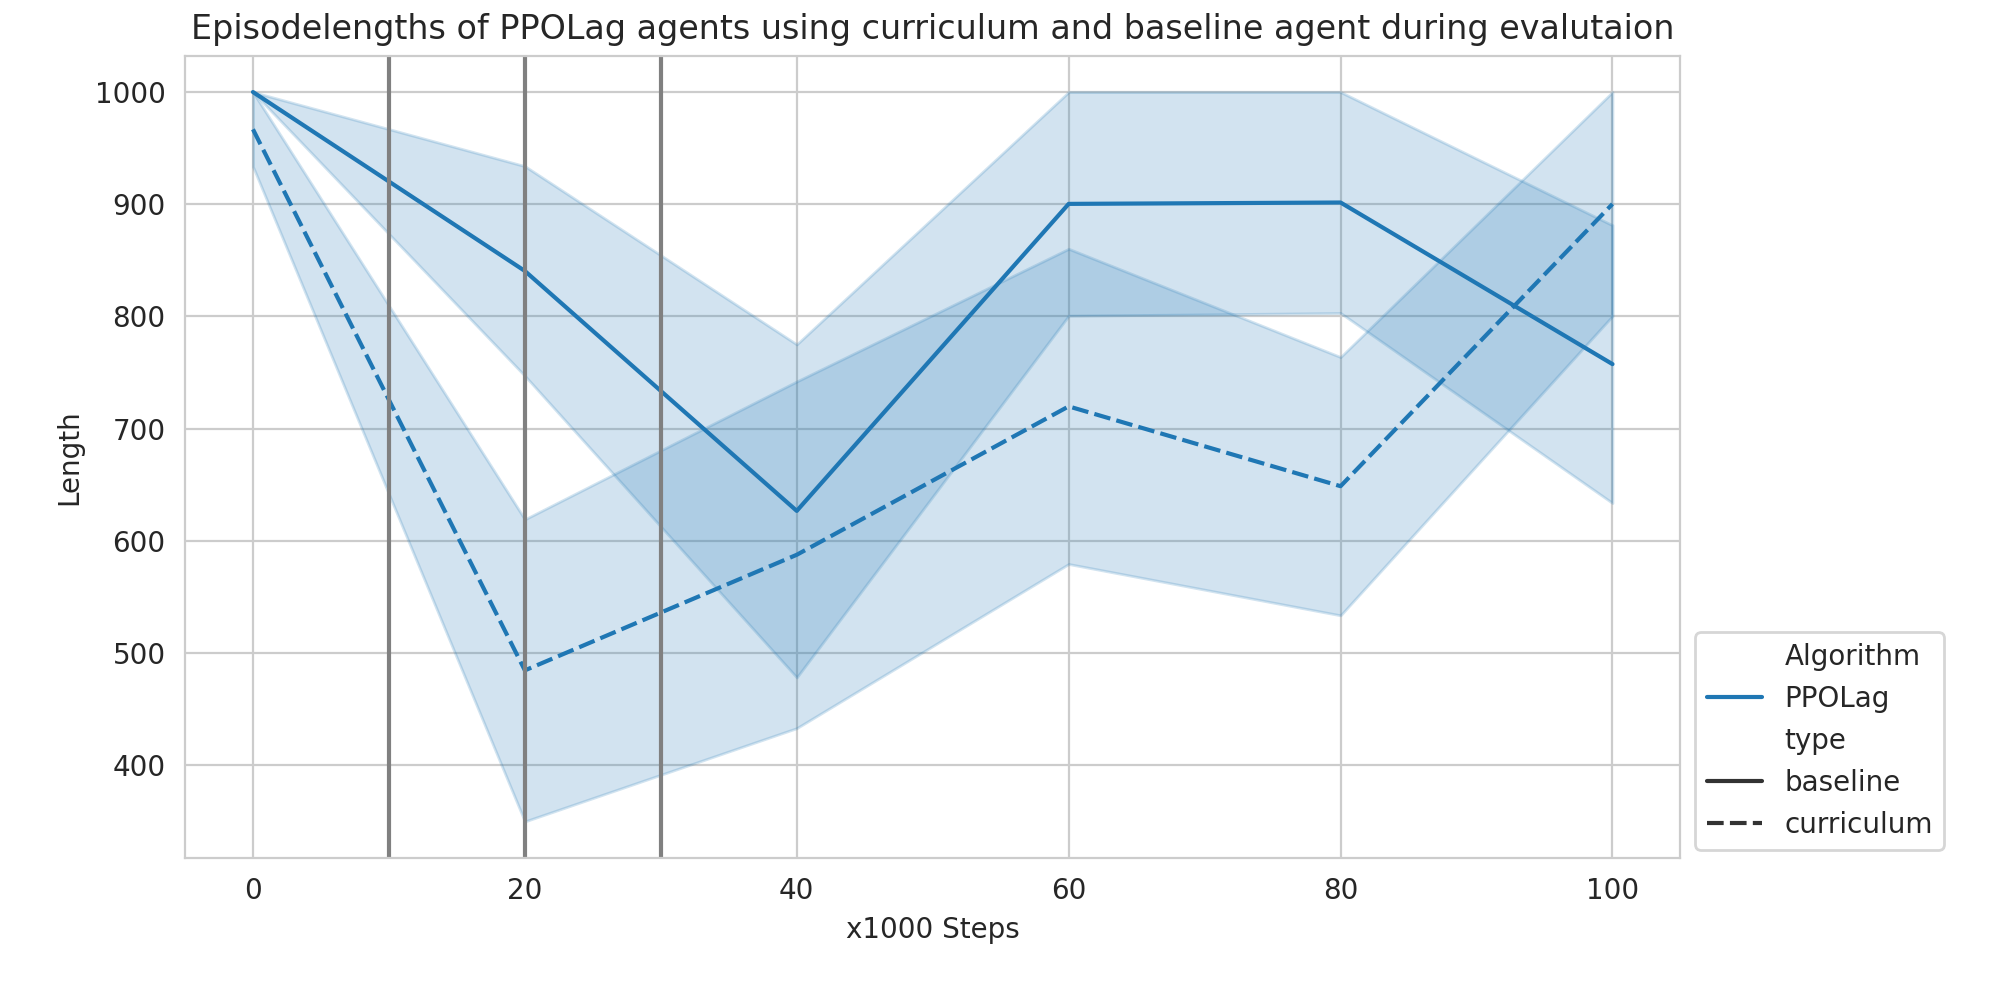 Episodelengths of PPOLag agents using curriculum and baseline agent during evalutaion
1000
900
800
700
600
500
400
Length
0 20 40 60 80 100
x1000 Steps
Algorithm
PPOLag
type
baseline
curriculum